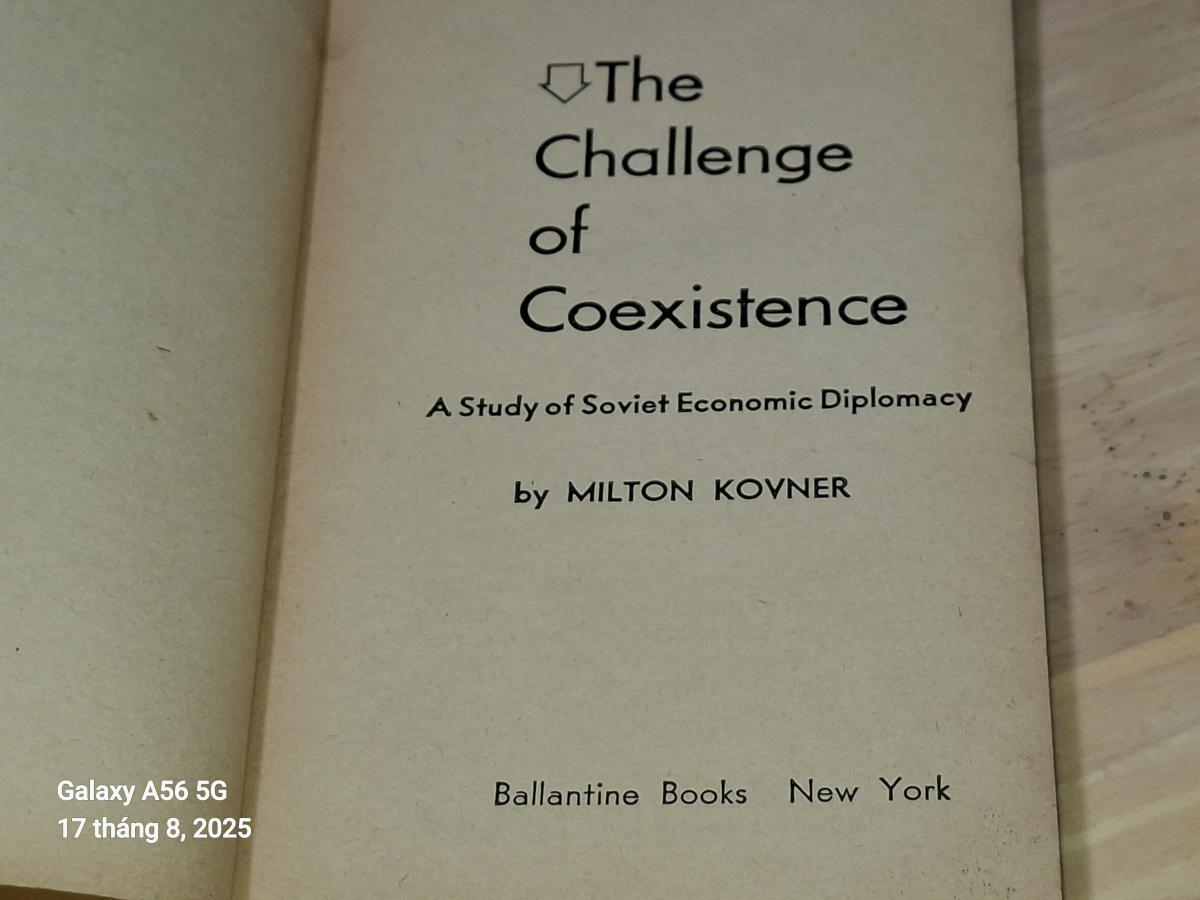 The
Challenge
of
Coexistence
A Study of Soviet Economic Diplomacy
by MILTON KOVNER
Ballantine Books New York
Galaxy A56 5G
17 tháng 8, 2025